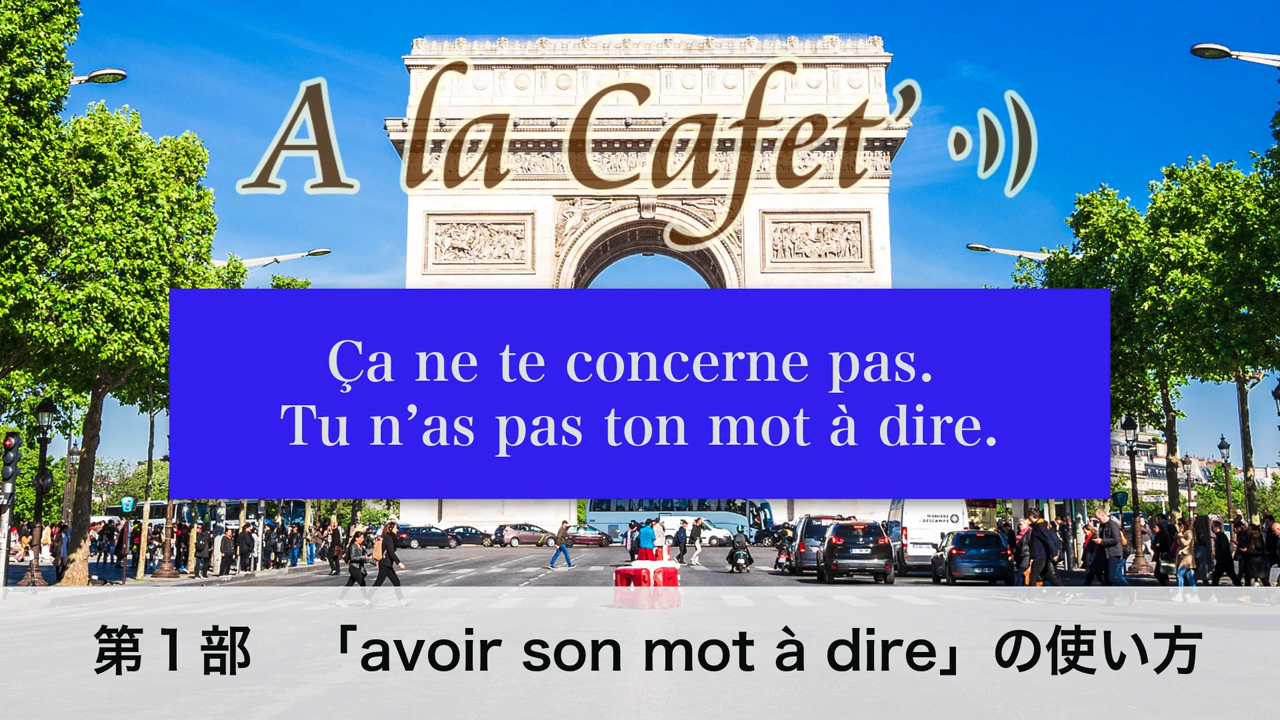 A la Cafet’
Ça ne te concerne pas.
Tu n’as pas ton mot à dire.
第１部　「avoir son mot à dire」の使い方